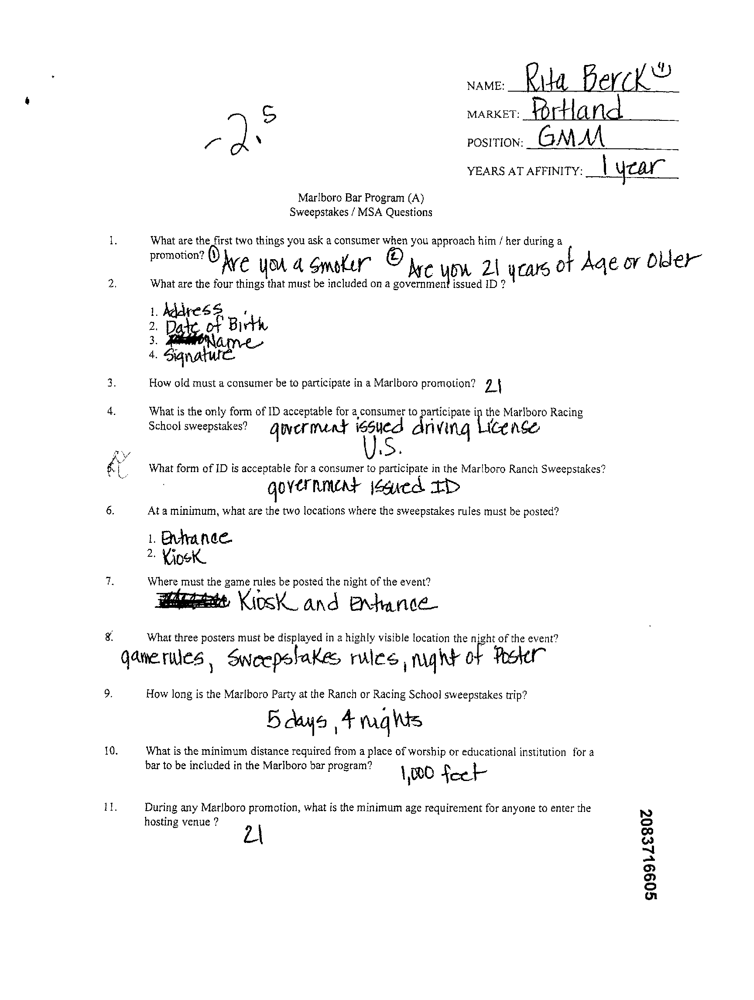 NAME: Rita Berck
MARKET: Portland
-2.5
POSITION: GMM
YEARS AT AFFINITY: 1 year
Marlboro Bar Program (A)
Sweepstakes / MSA Questions
1. What are the first two things you ask a consumer when you approach him / her during a
promotion? ① Are you a smoker ② Are you 21 years of Age or Older
2. What are the four things that must be included on a government issued ID ?
1. Address
2. Date of Birth
3. Name
4. Signature
3. How old must a consumer be to participate in a Marlboro promotion? 21
4. What is the only form of ID acceptable for a consumer to participate in the Marlboro Racing
School sweepstakes? goverment issued driving License
U.S.
What form of ID is acceptable for a consumer to participate in the Marlboro Ranch Sweepstakes?
government issued ID
6. At a minimum, what are the two locations where the sweepstakes rules must be posted?
1. Entrance
2. Kiosk
7. Where must the game rules be posted the night of the event?
Kiosk and Entrance
8. What three posters must be displayed in a highly visible location the night of the event?
game rules, Sweepstakes rules, night of Poster
9. How long is the Marlboro Party at the Ranch or Racing School sweepstakes trip?
5 days, 4 nights
10. What is the minimum distance required from a place of worship or educational institution for a
bar to be included in the Marlboro bar program? 1,000 feet
11. During any Marlboro promotion, what is the minimum age requirement for anyone to enter the
hosting venue ? 21
2083716605